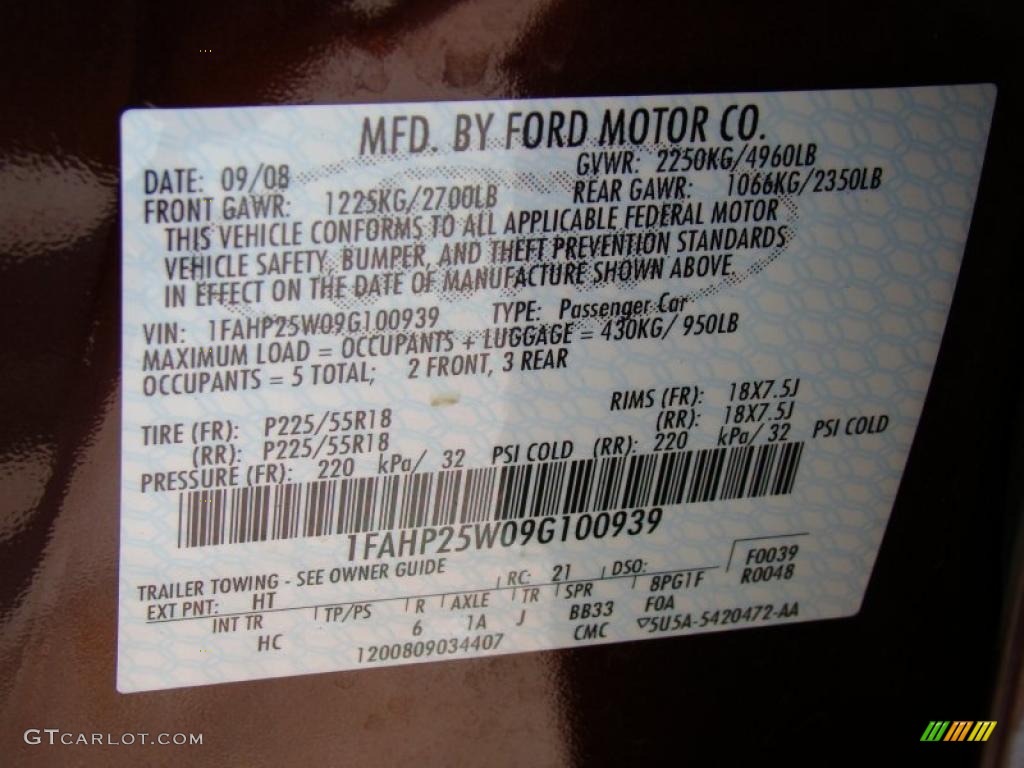 MFD. BY FORD MOTOR CO.
DATE: 09/08 GVWR: 2250KG/4960LB
FRONT GAWR: 1225KG/2700LB REAR GAWR: 1066KG/2350LB
THIS VEHICLE CONFORMS TO ALL APPLICABLE FEDERAL MOTOR
VEHICLE SAFETY, BUMPER, AND THEFT PREVENTION STANDARDS
IN EFFECT ON THE DATE OF MANUFACTURE SHOWN ABOVE.
VIN: 1FAHP25W09G100939 TYPE: Passenger Car
MAXIMUM LOAD = OCCUPANTS + LUGGAGE = 430KG/ 950LB
OCCUPANTS = 5 TOTAL; 2 FRONT, 3 REAR
TIRE (FR): P225/55R18 RIMS (FR): 18X7.5J
(RR): P225/55R18 (RR): 18X7.5J
PRESSURE (FR): 220 kPa/ 32 PSI COLD (RR): 220 kPa/ 32 PSI COLD
1FAHP25W09G100939
TRAILER TOWING - SEE OWNER GUIDE F0039
EXT PNT: HT RC: 21 DSO: R0048
INT TR TP/PS R AXLE TR SPR 8PG1F
HC 6 1A J BB33 F0A
1200809034407 CMC ▽5U5A-5420472-AA
GTCARLOT.COM